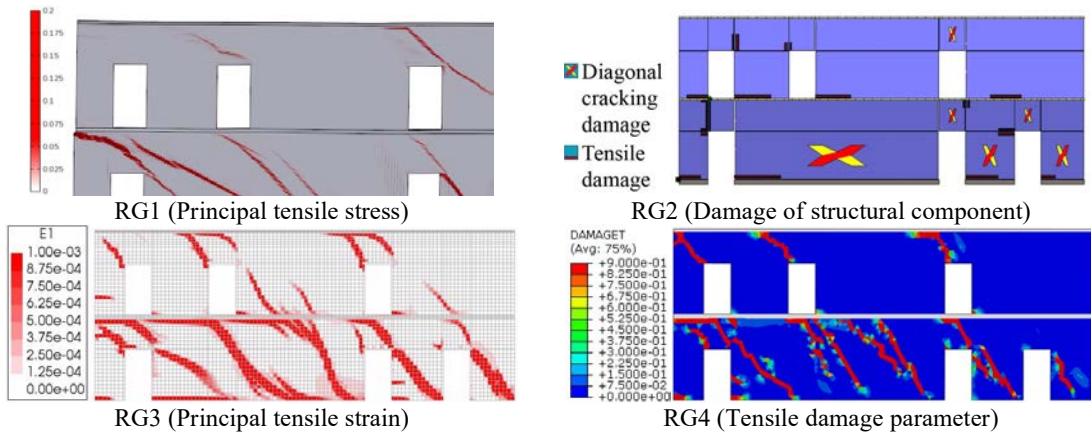 0.2
0.175
0.15
0.125
0.1
0.075
0.05
0.025
0
RG1 (Principal tensile stress)
Diagonal
cracking
damage
Tensile
damage
RG2 (Damage of structural component)
E1
1.00e-03
8.75e-04
6.25e-04
5.00e-04
4.00e-04
2.50e-04
1.25e-04
0.00e+00
RG3 (Principal tensile strain)
DAMAGET
(Avg: 75%)
+9.000e-01
+8.250e-01
+7.500e-01
+6.750e-01
+6.000e-01
+5.250e-01
+4.500e-01
+3.750e-01
+3.000e-01
+2.250e-01
+1.500e-01
+7.500e-02
+0.000e+00
RG4 (Tensile damage parameter)